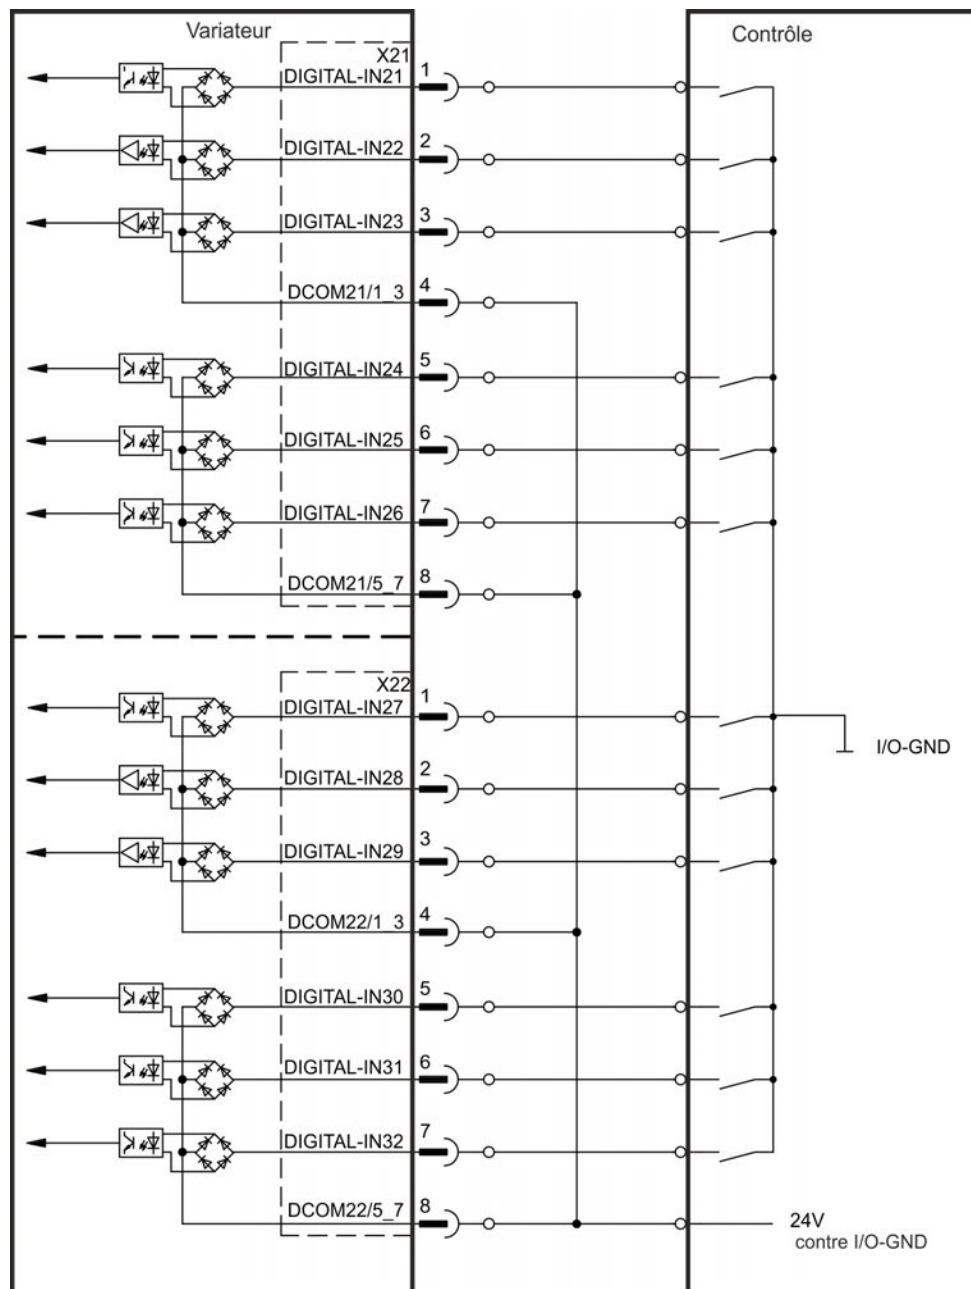 Variateur
Contrôle
X21
DIGITAL-IN21 1
DIGITAL-IN22 2
DIGITAL-IN23 3
DCOM21/1_3 4
DIGITAL-IN24 5
DIGITAL-IN25 6
DIGITAL-IN26 7
DCOM21/5_7 8
X22
DIGITAL-IN27 1
I/O-GND
DIGITAL-IN28 2
DIGITAL-IN29 3
DCOM22/1_3 4
DIGITAL-IN30 5
DIGITAL-IN31 6
DIGITAL-IN32 7
DCOM22/5_7 8
24V
contre I/O-GND